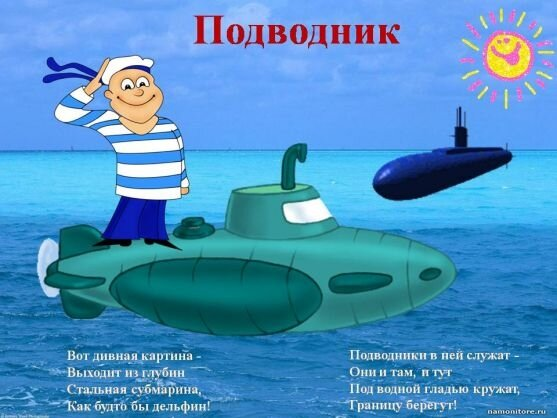 Подводник
Вот дивная картина -
Выходит из глубин
Стальная субмарина,
Как будто бы дельфин!
Подводники в ней служат -
Они и там, и тут
Под водной гладью кружат,
Границу берегут!
namonitore.ru